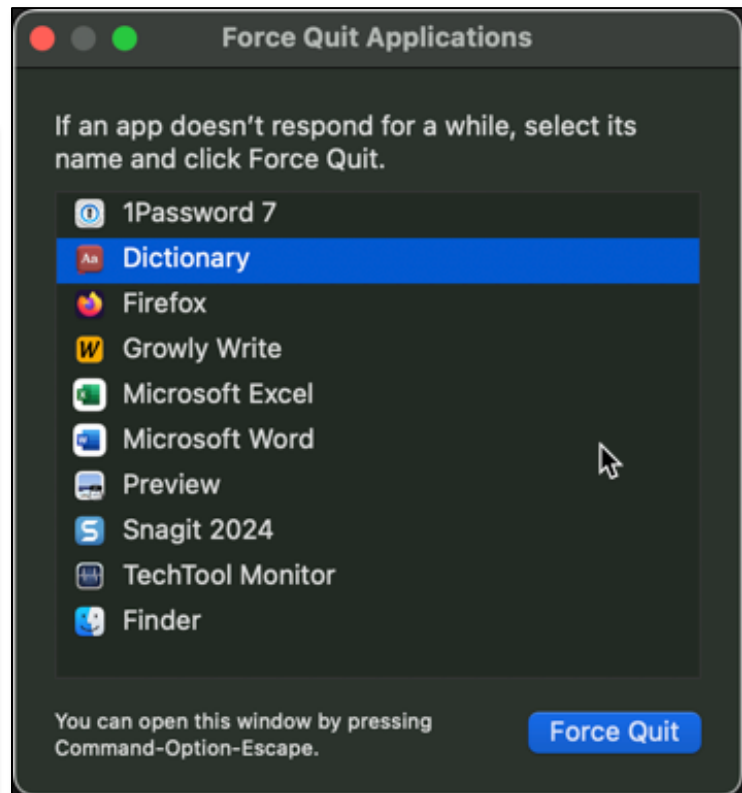 Force Quit Applications
If an app doesn’t respond for a while, select its
name and click Force Quit.
1Password 7
Aa Dictionary
Firefox
W Growly Write
Microsoft Excel
W Microsoft Word
Preview
S Snagit 2024
TechTool Monitor
Finder
You can open this window by pressing
Command-Option-Escape.
Force Quit